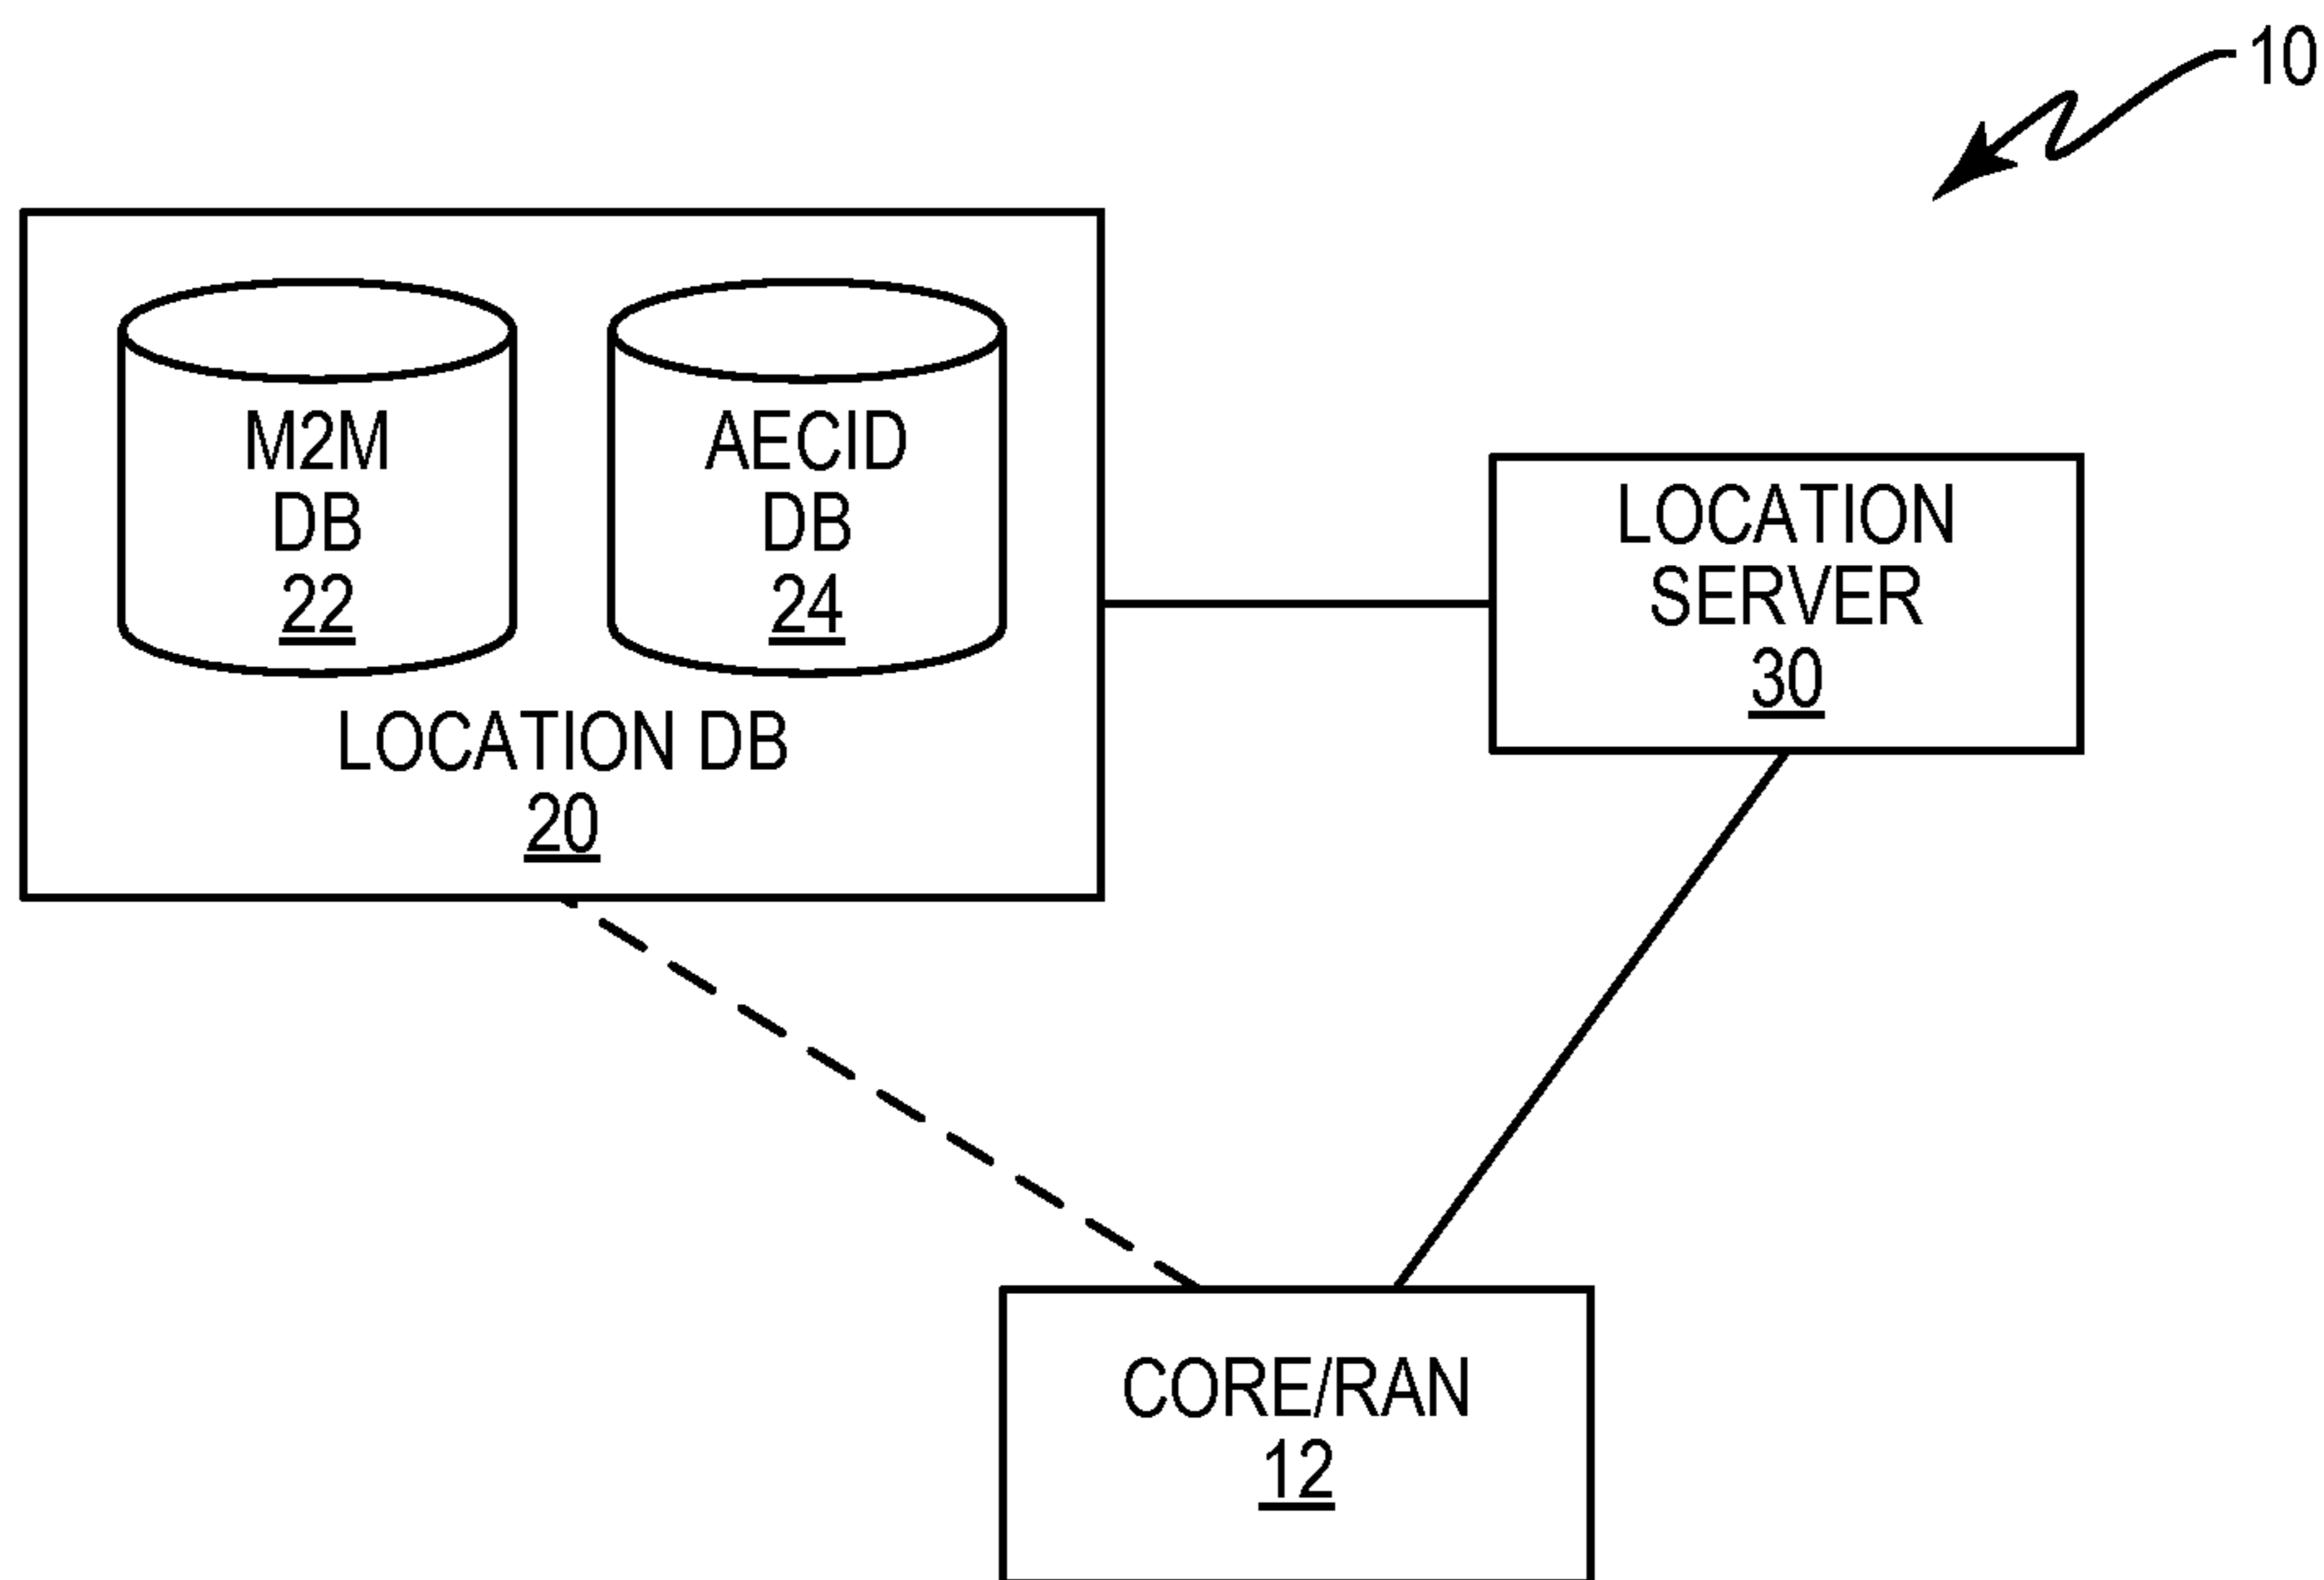 10
M2M
DB
22
AECID
DB
24
LOCATION DB
20
LOCATION
SERVER
30
CORE/RAN
12